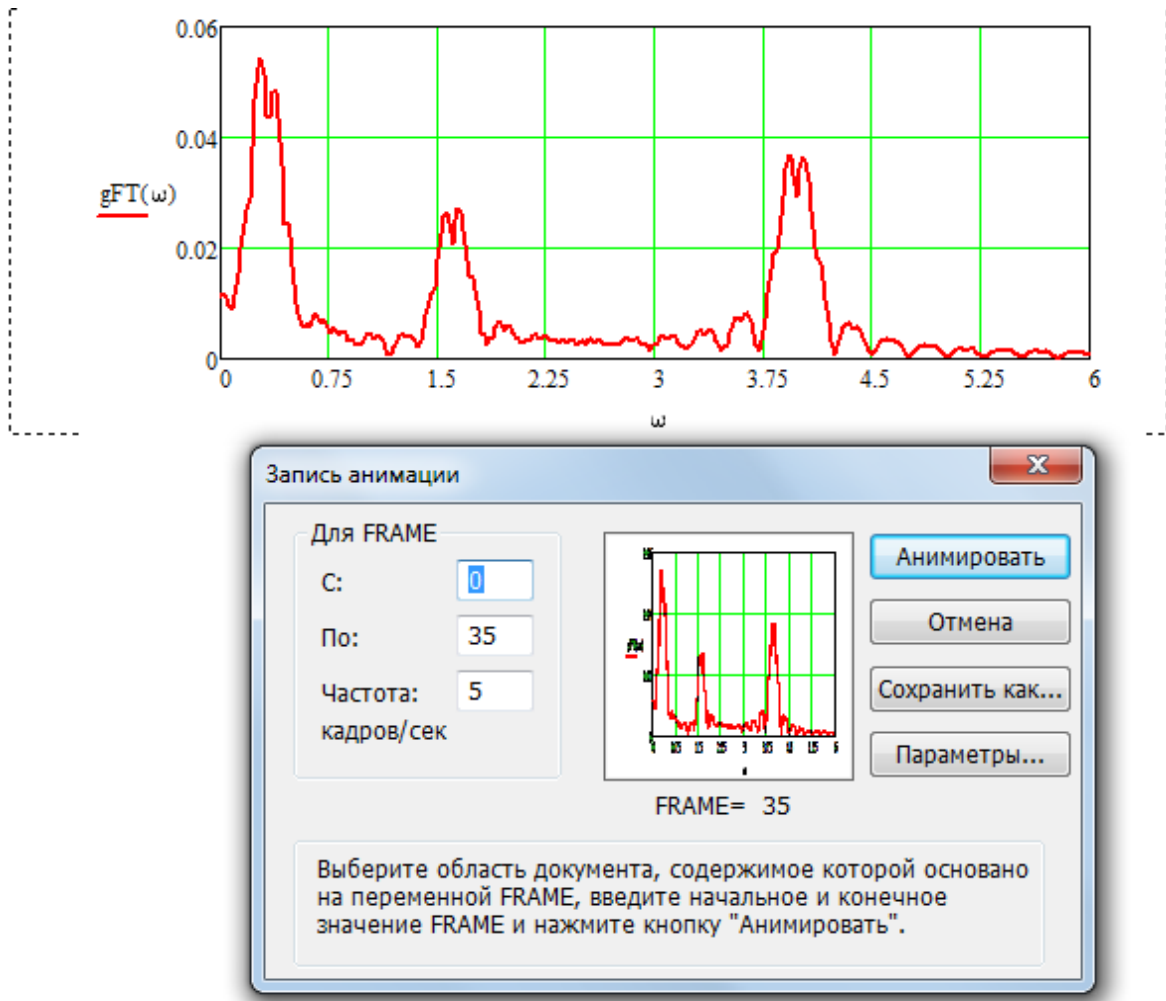 0.06
0.04
gFT(ω)
0.02
0
0 0.75 1.5 2.25 3 3.75 4.5 5.25 6
ω
Запись анимации
Для FRAME
С: 0
По: 35
Частота: 5
кадров/сек
Анимировать
Отмена
Сохранить как...
Параметры...
FRAME= 35
Выберите область документа, содержимое которой основано
на переменной FRAME, введите начальное и конечное
значение FRAME и нажмите кнопку "Анимировать".